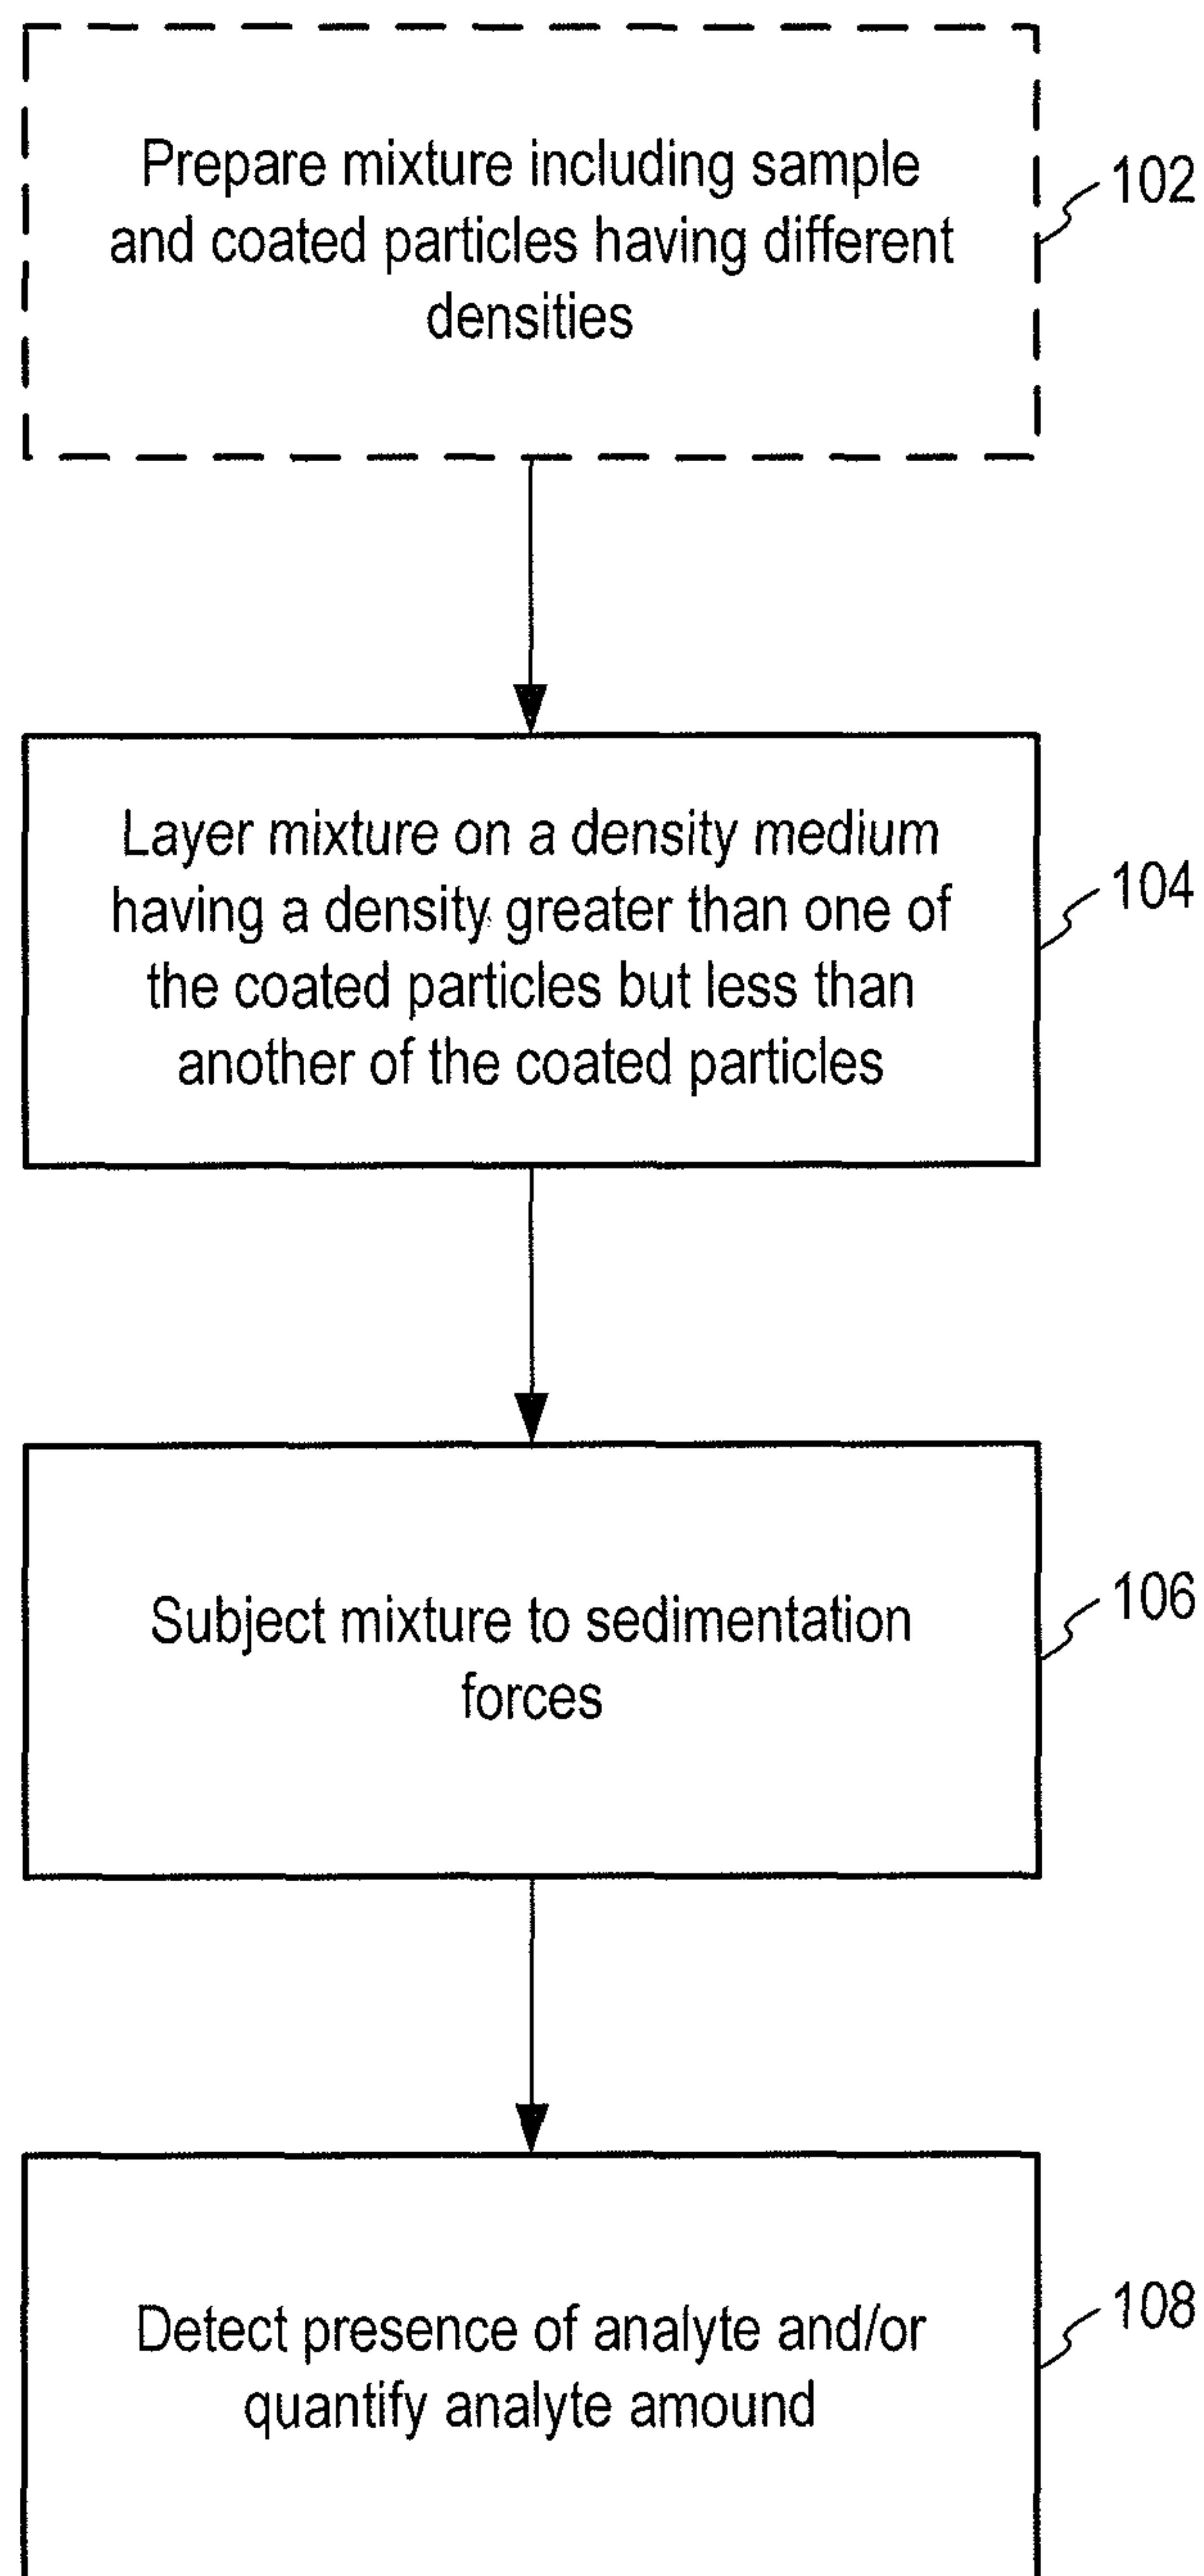 Prepare mixture including sample
and coated particles having different
densities
102
Layer mixture on a density medium
having a density greater than one of
the coated particles but less than
another of the coated particles
104
Subject mixture to sedimentation
forces
106
Detect presence of analyte and/or
quantify analyte amound
108